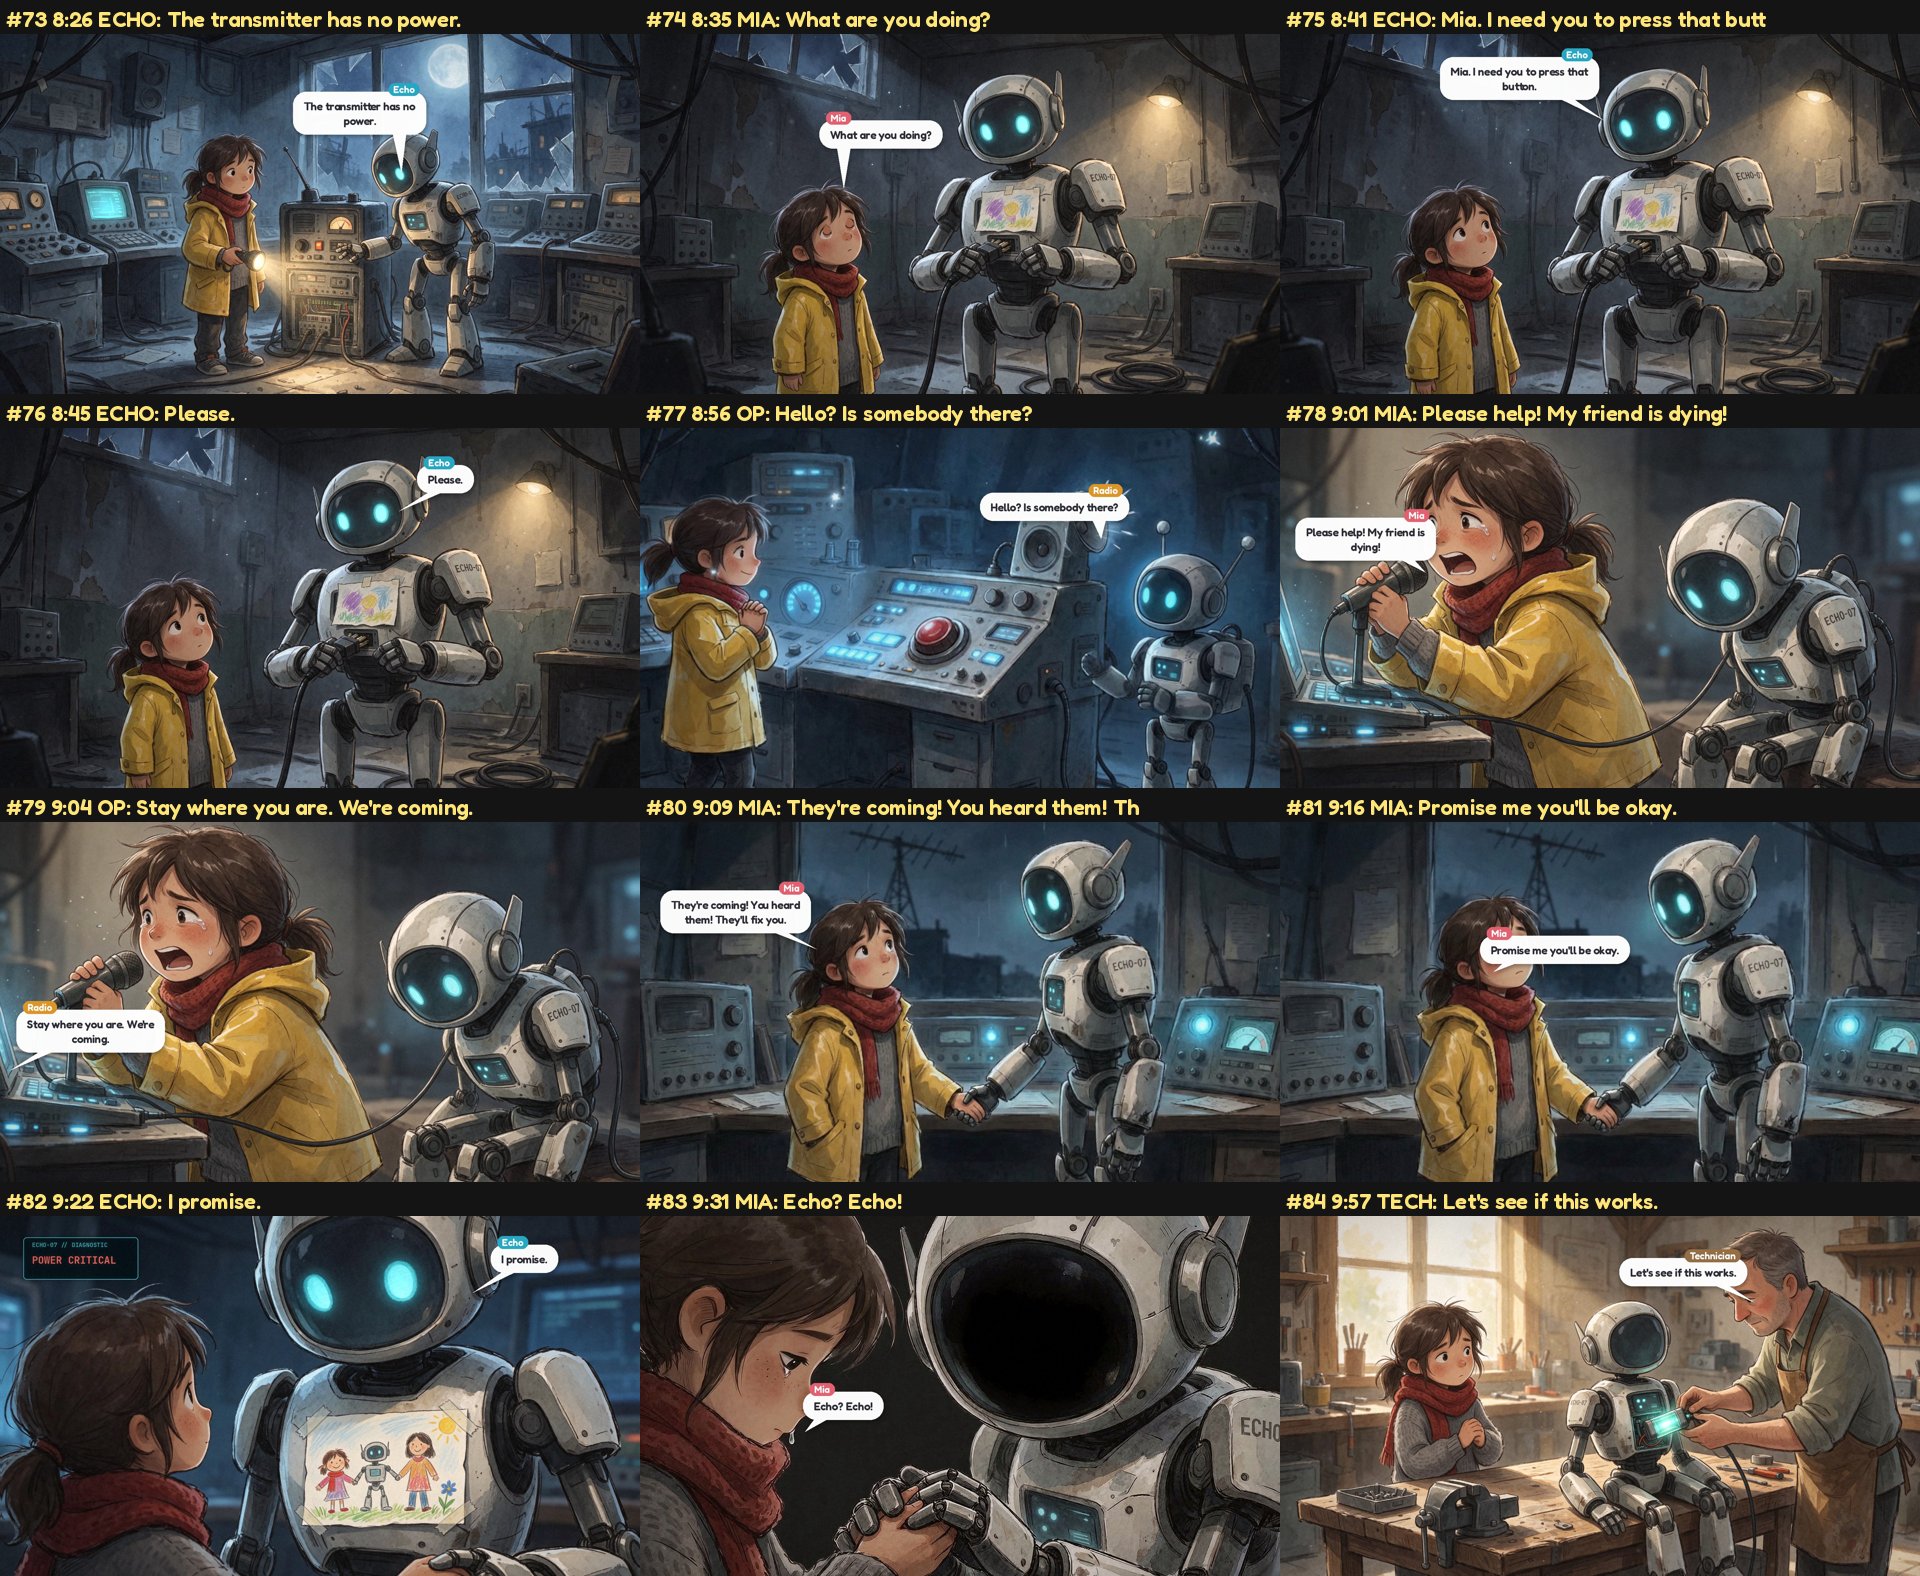 #73 8:26 ECHO: The transmitter has no power.
Echo
The transmitter has no
power.
#74 8:35 MIA: What are you doing?
Mia
What are you doing?
ECHO-07
#75 8:41 ECHO: Mia. I need you to press that butt
Echo
Mia. I need you to press that
button.
ECHO-07
#76 8:45 ECHO: Please.
Echo
Please.
ECHO-07
#77 8:56 OP: Hello? Is somebody there?
Radio
Hello? Is somebody there?
#78 9:01 MIA: Please help! My friend is dying!
Mia
Please help! My friend is
dying!
ECHO-07
#79 9:04 OP: Stay where you are. We're coming.
Radio
Stay where you are. We're
coming.
ECHO-07
#80 9:09 MIA: They're coming! You heard them! Th
Mia
They're coming! You heard
them! They'll fix you.
ECHO-07
#81 9:16 MIA: Promise me you'll be okay.
Mia
Promise me you'll be okay.
ECHO-07
#82 9:22 ECHO: I promise.
ECHO-07 // DIAGNOSTIC
POWER CRITICAL
Echo
I promise.
#83 9:31 MIA: Echo? Echo!
Mia
Echo? Echo!
ECHO
#84 9:57 TECH: Let's see if this works.
Technician
Let's see if this works.